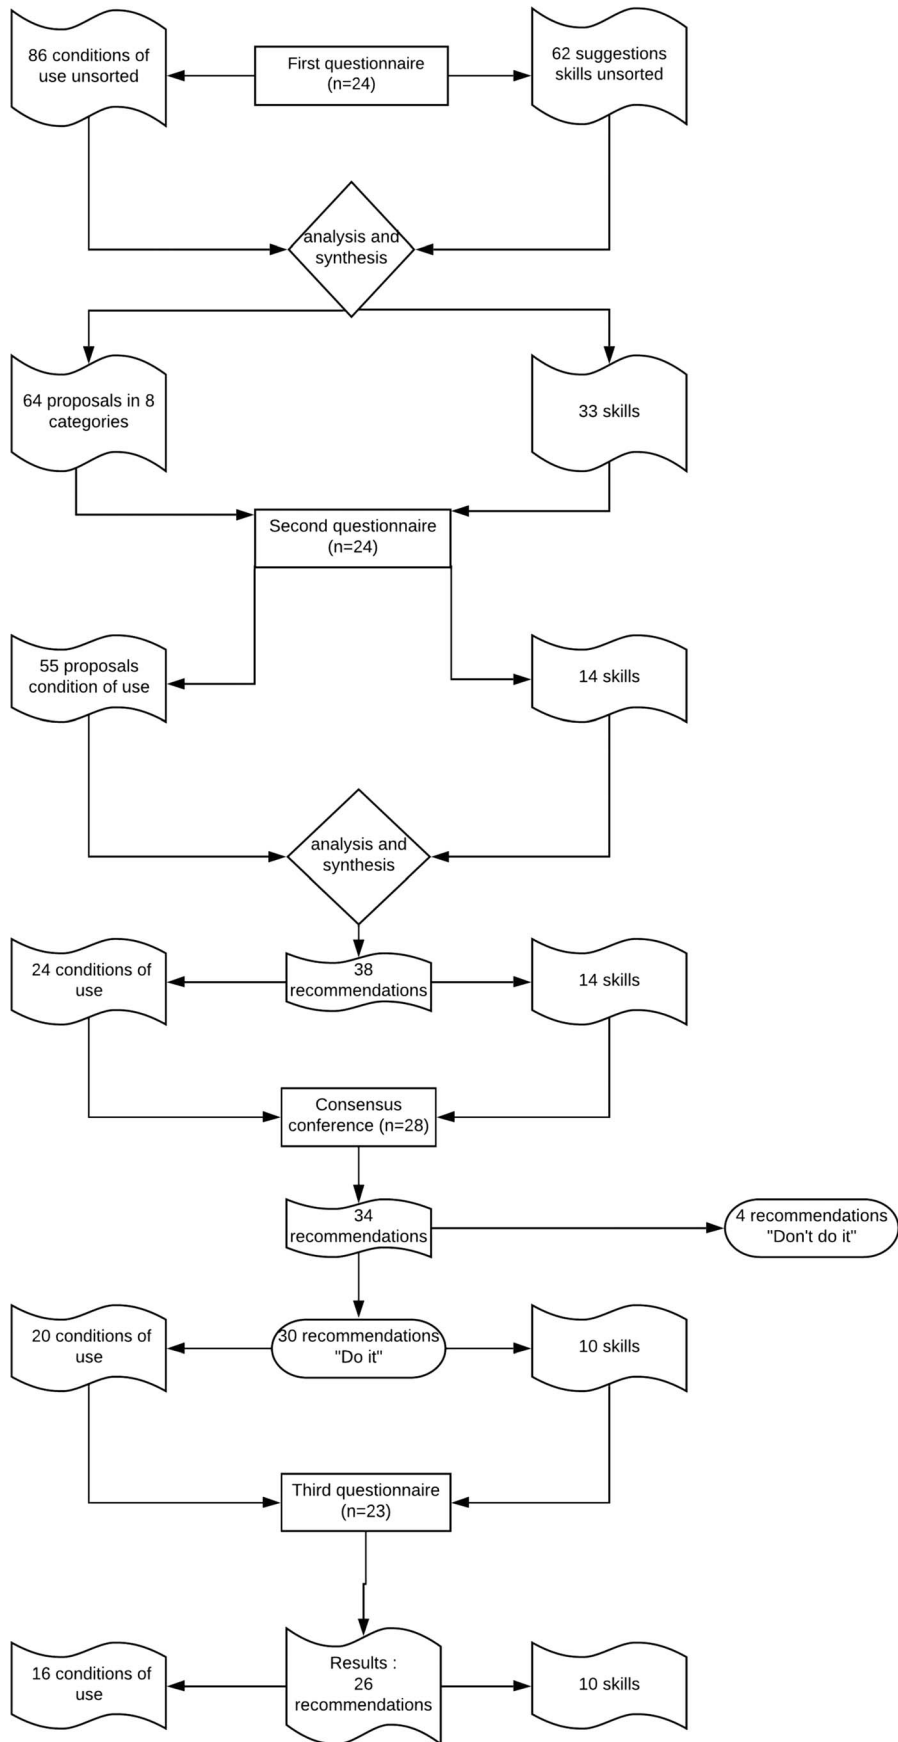 86 conditions of
use unsorted
First questionnaire
(n=24)
62 suggestions
skills unsorted
analysis and
synthesis
64 proposals in 8
categories
33 skills
Second questionnaire
(n=24)
55 proposals
condition of use
14 skills
analysis and
synthesis
24 conditions of
use
38
recommendations
14 skills
Consensus
conference (n=28)
34
recommendations
4 recommendations
"Don't do it"
20 conditions of
use
30 recommendations
"Do it"
10 skills
Third questionnaire
(n=23)
16 conditions of
use
Results :
26
recommendations
10 skills